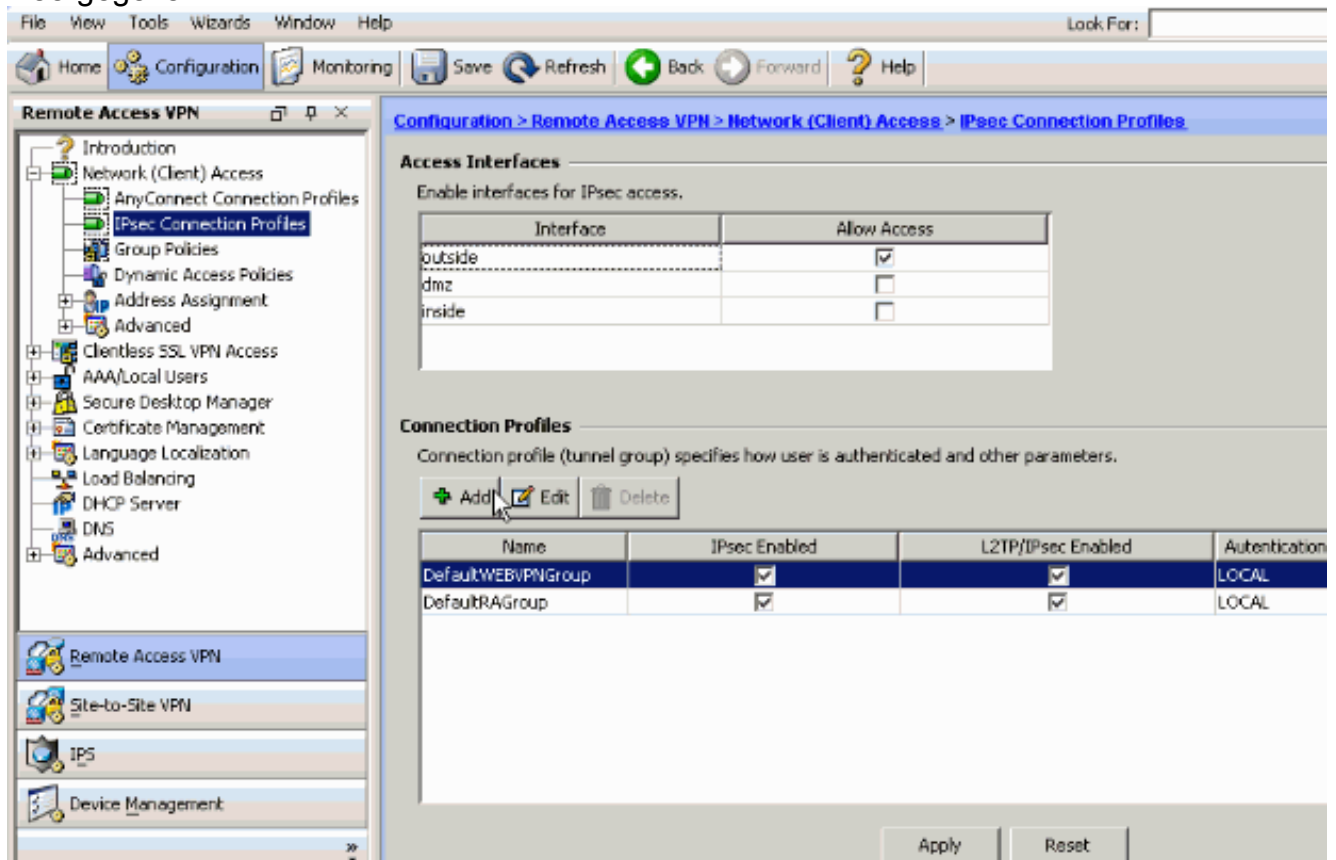 File View Tools Wizards Window Help Look For:
Home Configuration Monitoring Save Refresh Back Forward Help
Remote Access VPN
Introduction
Network (Client) Access
AnyConnect Connection Profiles
IPsec Connection Profiles
Group Policies
Dynamic Access Policies
Address Assignment
Advanced
Clientless SSL VPN Access
AAA/Local Users
Secure Desktop Manager
Certificate Management
Language Localization
Load Balancing
DHCP Server
DNS
Advanced
Remote Access VPN
Site-to-Site VPN
IPS
Device Management
Configuration > Remote Access VPN > Network (Client) Access > IPsec Connection Profiles
Access Interfaces
Enable interfaces for IPsec access.
Interface Allow Access
outside
dmz
inside
Connection Profiles
Connection profile (tunnel group) specifies how user is authenticated and other parameters.
Add Edit Delete
Name IPsec Enabled L2TP/IPsec Enabled Autentication
DefaultWEBVPNGroup LOCAL
DefaultRAGroup LOCAL
Apply Reset